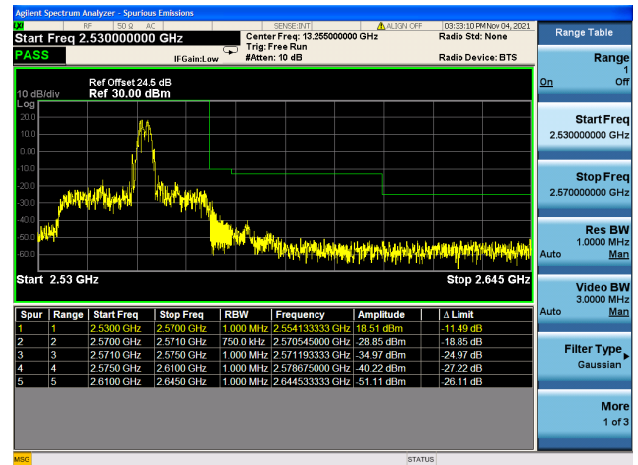 Agilent Spectrum Analyzer - Spurious Emissions
RF 50 Ω AC SENSE:INT ALIGN OFF 03:33:10 PM Nov 04, 2021
Start Freq 2.530000000 GHz Center Freq: 13.255000000 GHz Radio Std: None
Trig: Free Run
PASS IFGain:Low #Atten: 10 dB Radio Device: BTS
Ref Offset 24.5 dB
10 dB/div Ref 30.00 dBm
Log
20.0
10.0
0.00
-10.0
-20.0
-30.0
-40.0
-50.0
-60.0
Start 2.53 GHz Stop 2.645 GHz
Spur Range Start Freq Stop Freq RBW Frequency Amplitude Δ Limit
1 1 2.5300 GHz 2.5700 GHz 1.000 MHz 2.554133333 GHz 18.51 dBm -11.49 dB
2 2 2.5700 GHz 2.5710 GHz 750.0 kHz 2.570545000 GHz -28.85 dBm -18.85 dB
3 3 2.5710 GHz 2.5750 GHz 1.000 MHz 2.571193333 GHz -34.97 dBm -24.97 dB
4 4 2.5750 GHz 2.6100 GHz 1.000 MHz 2.578675000 GHz -40.22 dBm -27.22 dB
5 5 2.6100 GHz 2.6450 GHz 1.000 MHz 2.644533333 GHz -51.11 dBm -26.11 dB
MSG STATUS
Range Table
Range
1
On Off
Start Freq
2.530000000 GHz
Stop Freq
2.570000000 GHz
Res BW
1.0000 MHz
Auto Man
Video BW
3.0000 MHz
Auto Man
Filter Type
Gaussian
More
1 of 3